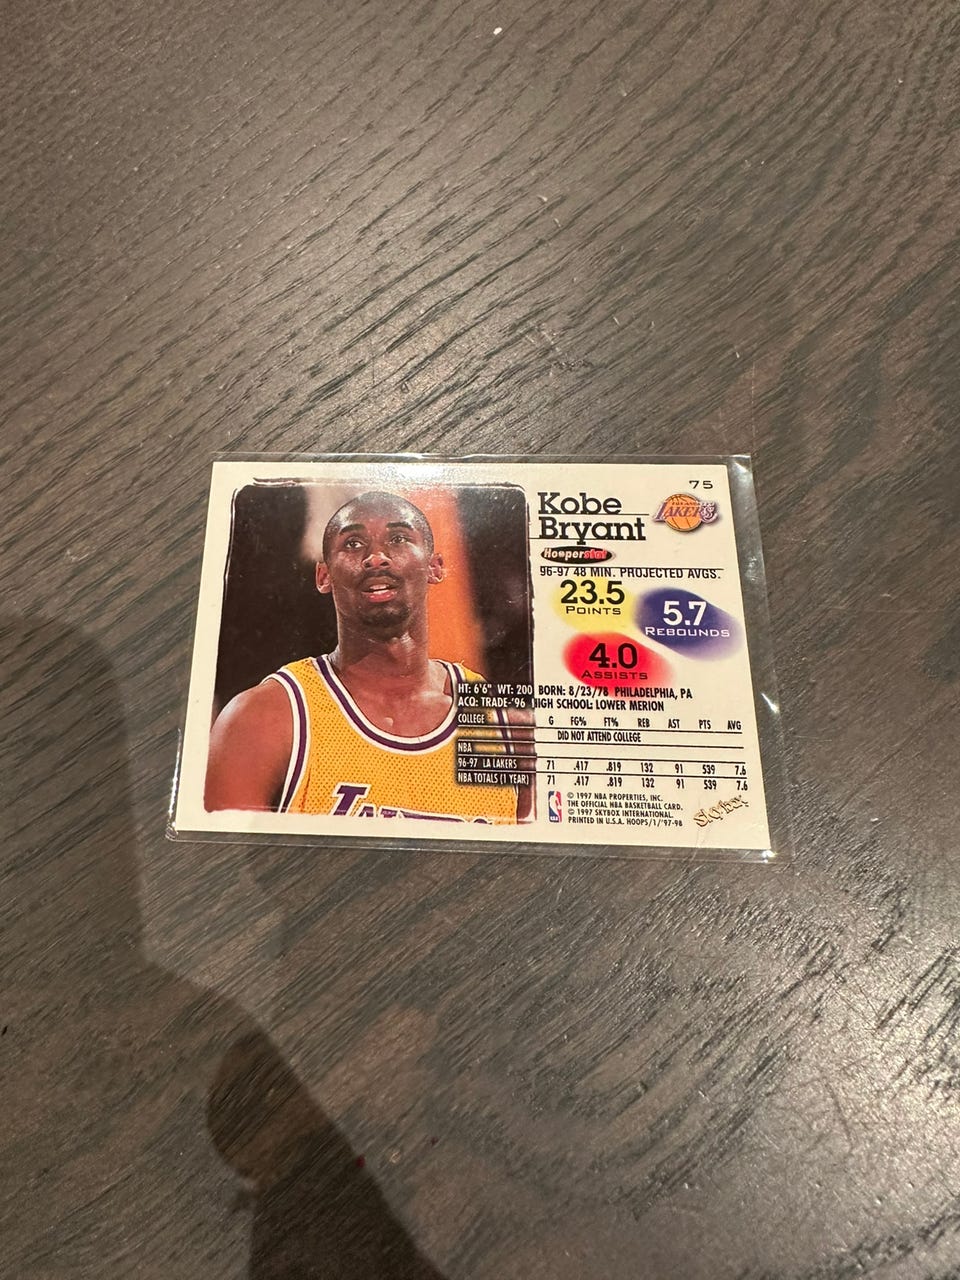 75
Kobe
Bryant
LOS ANGELES
LAKERS
Hooperstat
96-97 48 MIN. PROJECTED AVGS.
23.5
POINTS
5.7
REBOUNDS
4.0
ASSISTS
HT: 6'6" WT: 200 BORN: 8/23/78 PHILADELPHIA, PA
ACQ: TRADE-'96 HIGH SCHOOL: LOWER MERION
COLLEGE G FG% FT% REB AST PTS AVG
DID NOT ATTEND COLLEGE
NBA
96-97 LA LAKERS 71 .417 .819 132 91 539 7.6
NBA TOTALS (1 YEAR) 71 .417 .819 132 91 539 7.6
© 1997 NBA PROPERTIES, INC.
THE OFFICIAL NBA BASKETBALL CARD.
© 1997 SKYBOX INTERNATIONAL.
PRINTED IN U.S.A. HOOPS/1/'97-98
NBA
SkyBox